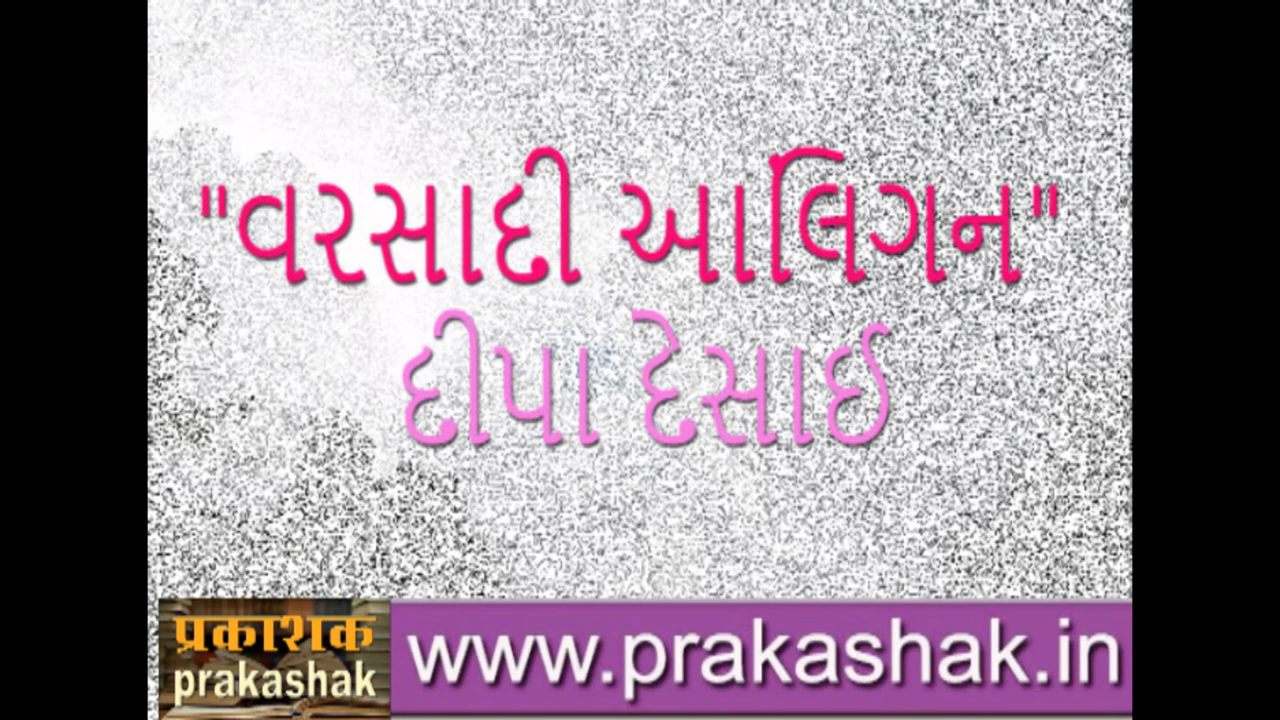 "વરસાદી આલિગન"
દીપા દેસાઈ
प्रकाशक
prakashak
www.prakashak.in